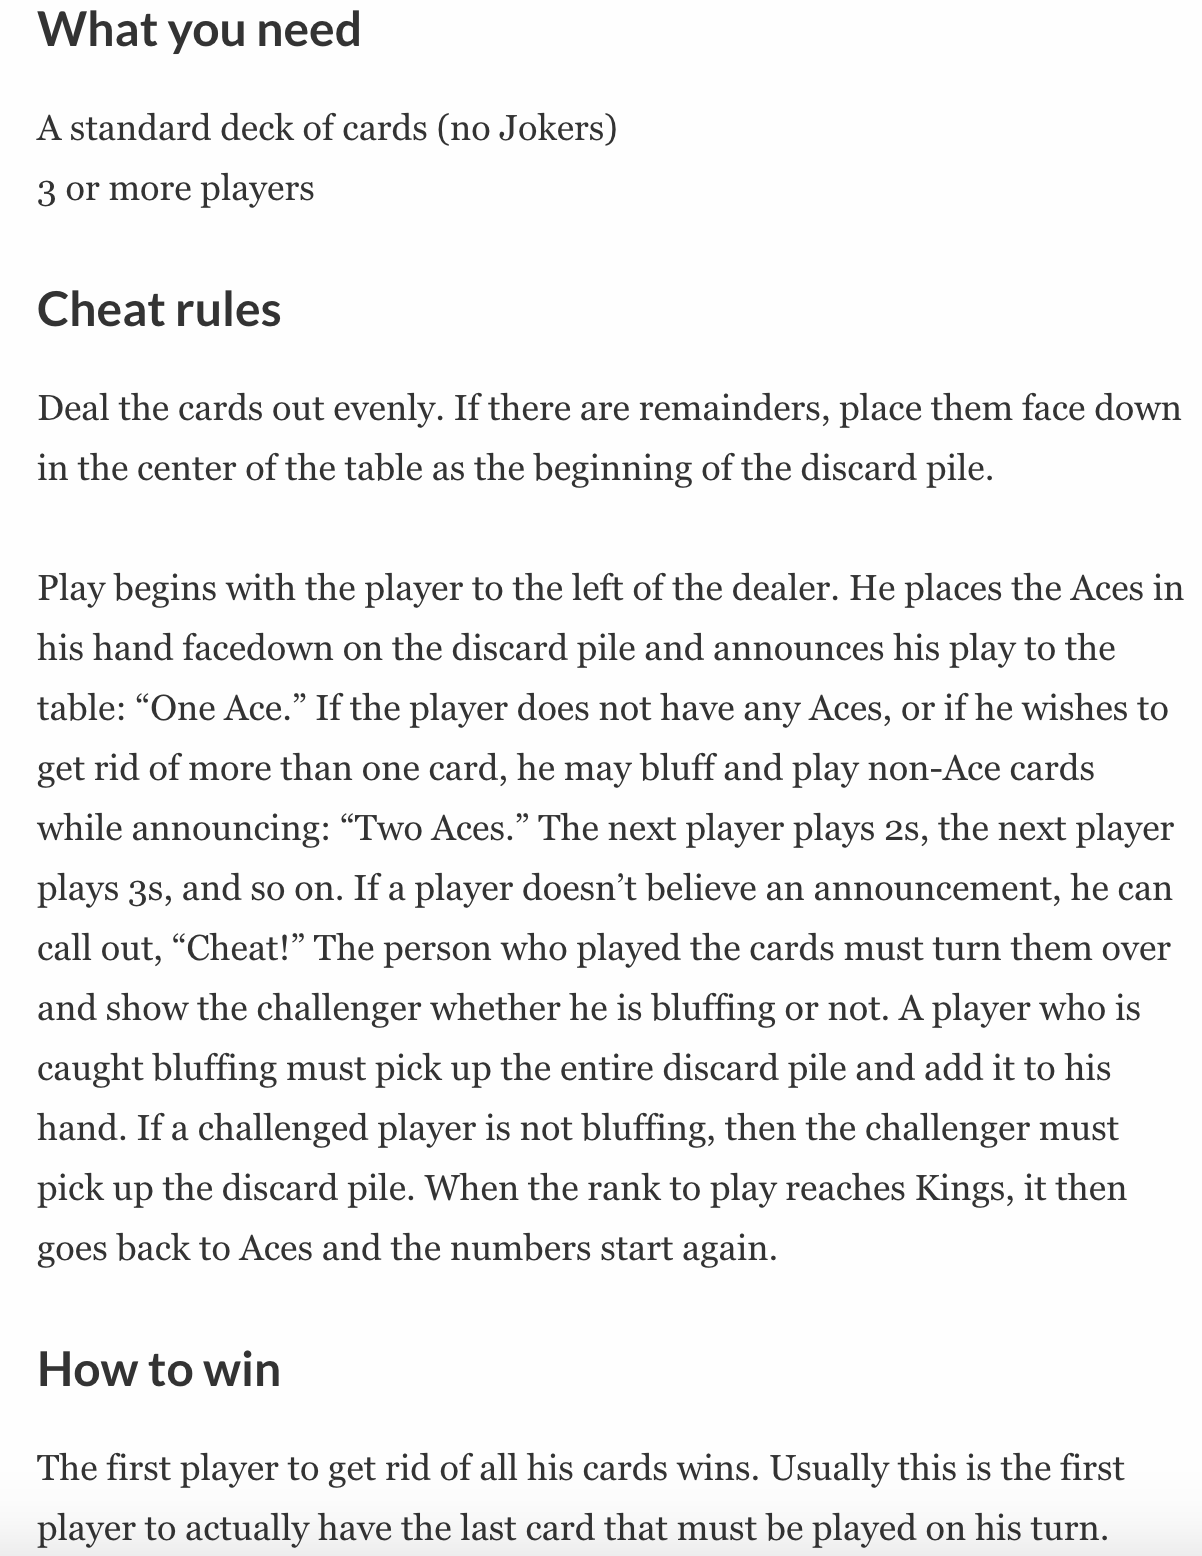 What you need
A standard deck of cards (no Jokers)
3 or more players
Cheat rules
Deal the cards out evenly. If there are remainders, place them face down
in the center of the table as the beginning of the discard pile.
Play begins with the player to the left of the dealer. He places the Aces in
his hand facedown on the discard pile and announces his play to the
table: “One Ace.” If the player does not have any Aces, or if he wishes to
get rid of more than one card, he may bluff and play non-Ace cards
while announcing: “Two Aces.” The next player plays 2s, the next player
plays 3s, and so on. If a player doesn’t believe an announcement, he can
call out, “Cheat!” The person who played the cards must turn them over
and show the challenger whether he is bluffing or not. A player who is
caught bluffing must pick up the entire discard pile and add it to his
hand. If a challenged player is not bluffing, then the challenger must
pick up the discard pile. When the rank to play reaches Kings, it then
goes back to Aces and the numbers start again.
How to win
The first player to get rid of all his cards wins. Usually this is the first
player to actually have the last card that must be played on his turn.